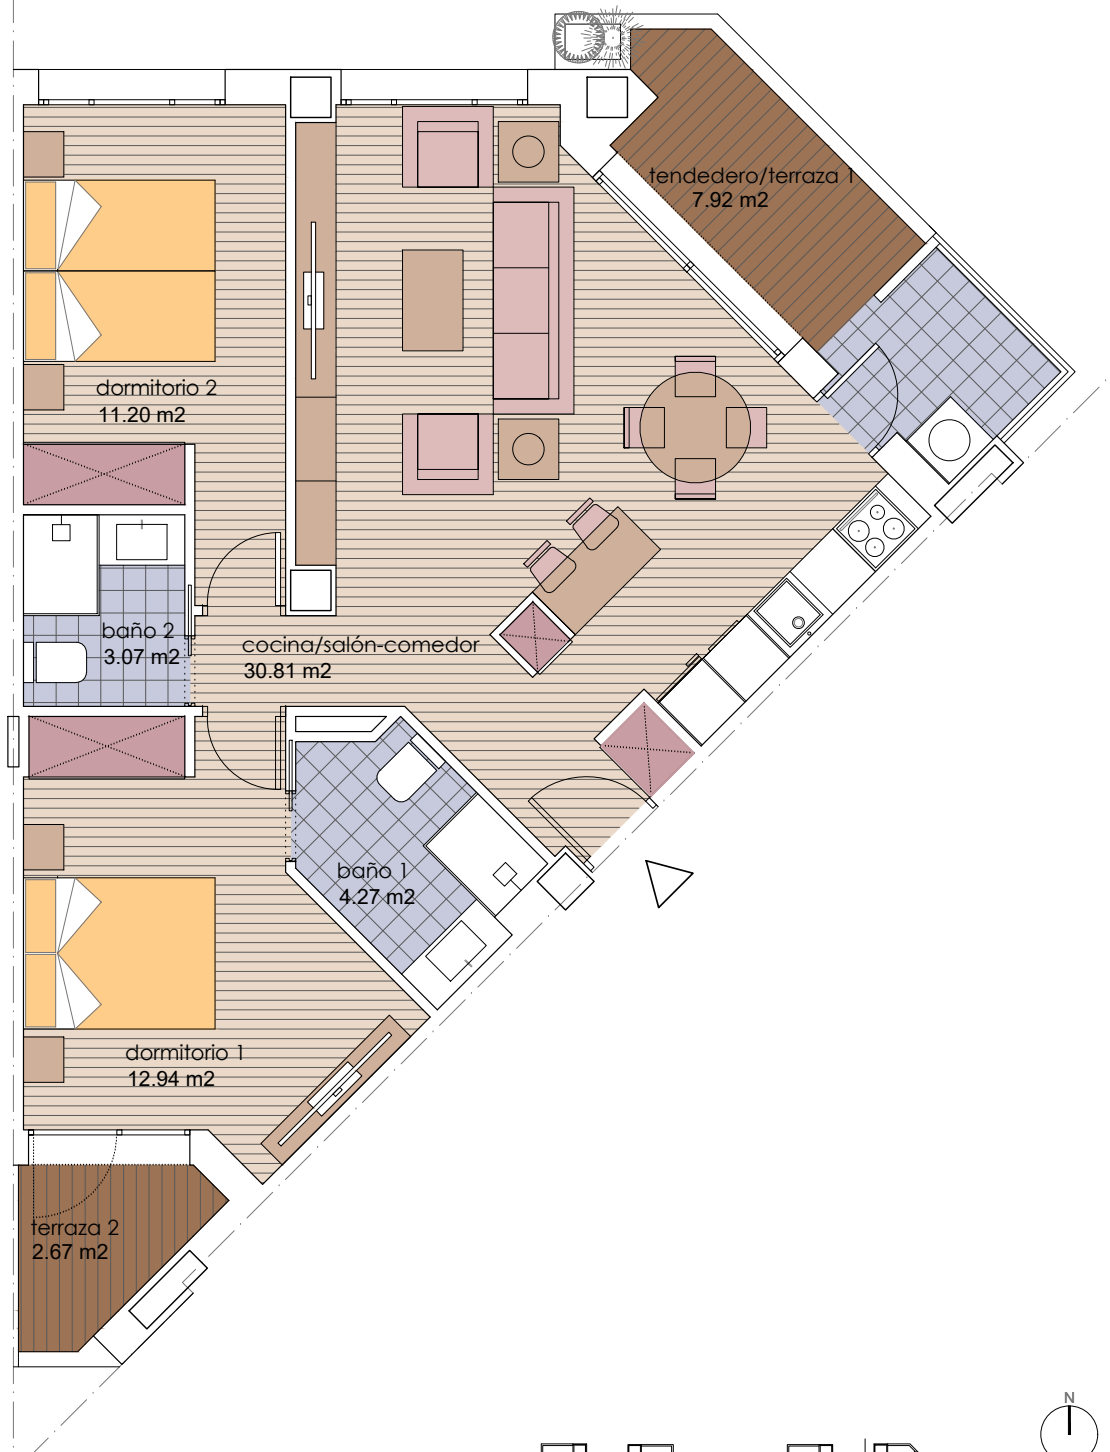 tendedero/terraza 1
7.92 m2
dormitorio 2
11.20 m2
baño 2
3.07 m2
cocina/salón-comedor
30.81 m2
baño 1
4.27 m2
dormitorio 1
12.94 m2
terraza 2
2.67 m2
N